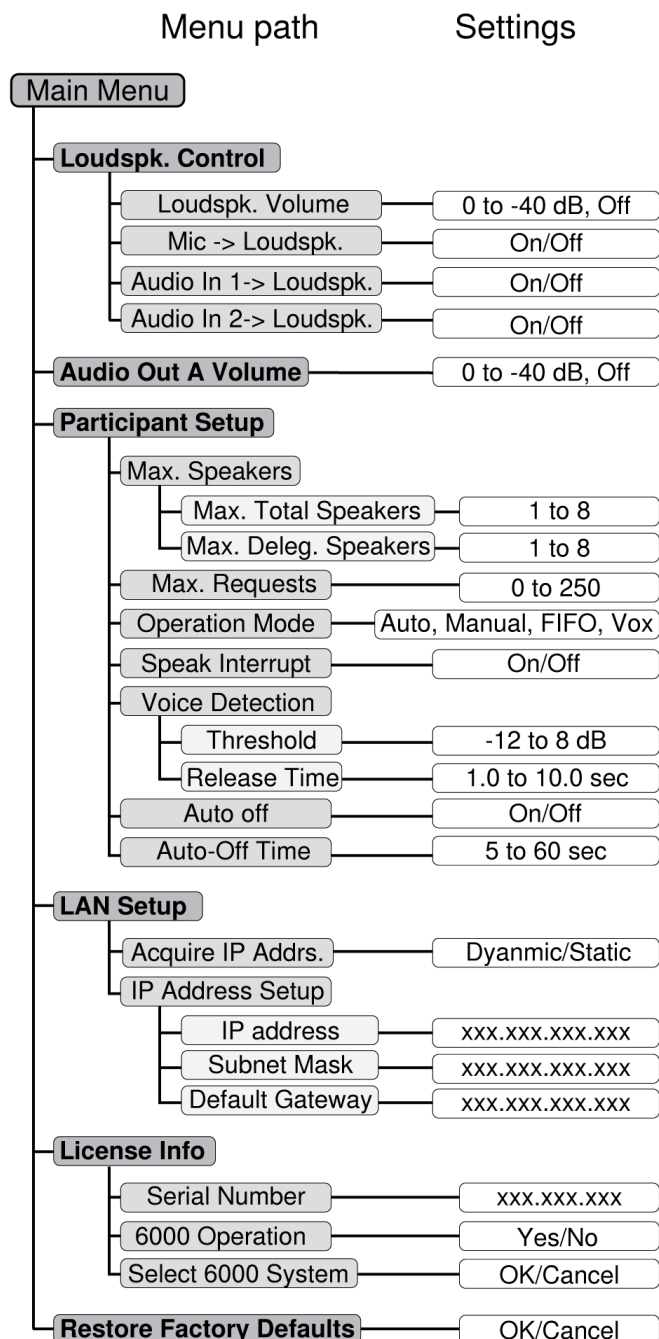 Menu path Settings
Main Menu
Loudspk. Control
Loudspk. Volume 0 to -40 dB, Off
Mic -> Loudspk. On/Off
Audio In 1-> Loudspk. On/Off
Audio In 2-> Loudspk. On/Off
Audio Out A Volume 0 to -40 dB, Off
Participant Setup
Max. Speakers
Max. Total Speakers 1 to 8
Max. Deleg. Speakers 1 to 8
Max. Requests 0 to 250
Operation Mode Auto, Manual, FIFO, Vox
Speak Interrupt On/Off
Voice Detection
Threshold -12 to 8 dB
Release Time 1.0 to 10.0 sec
Auto off On/Off
Auto-Off Time 5 to 60 sec
LAN Setup
Acquire IP Addrs. Dyanmic/Static
IP Address Setup
IP address xxx.xxx.xxx.xxx
Subnet Mask xxx.xxx.xxx.xxx
Default Gateway xxx.xxx.xxx.xxx
License Info
Serial Number xxx.xxx.xxx
6000 Operation Yes/No
Select 6000 System OK/Cancel
Restore Factory Defaults OK/Cancel